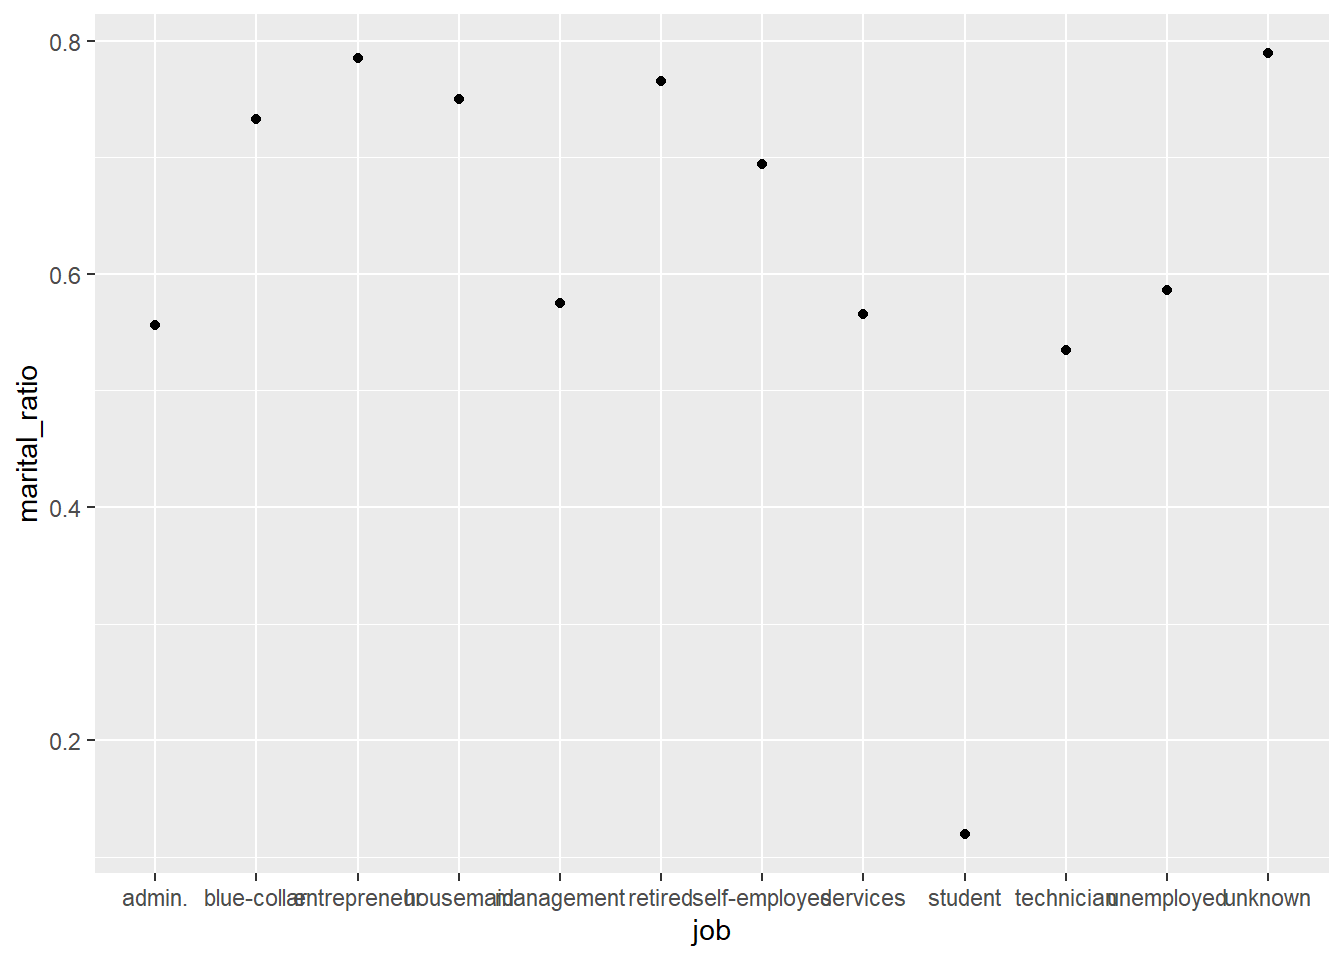 0.8
0.6
0.4
0.2
marital_ratio
admin. blue-collar entrepreneur housemaid management retired self-employed services student technician unemployed unknown
job